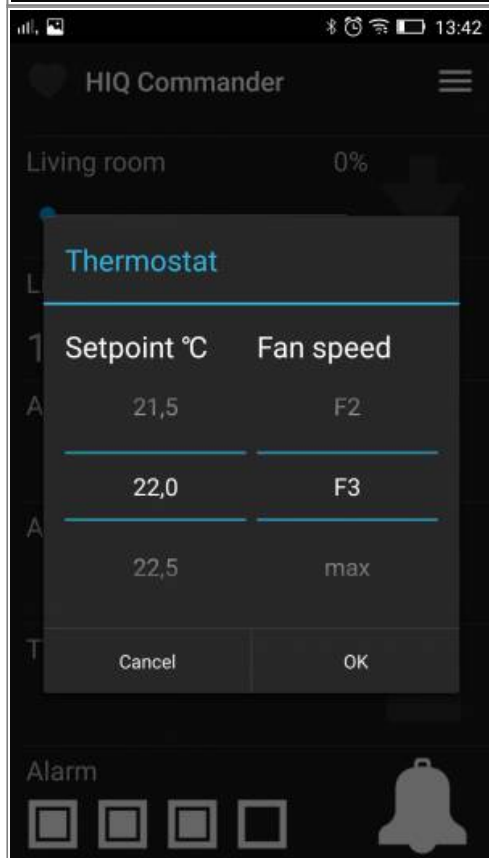 13:42
HIQ Commander
Living room 0%
L
Thermostat
1
Setpoint °C Fan speed
A
21,5 F2
22,0 F3
A
22,5 max
T
Cancel OK
Alarm